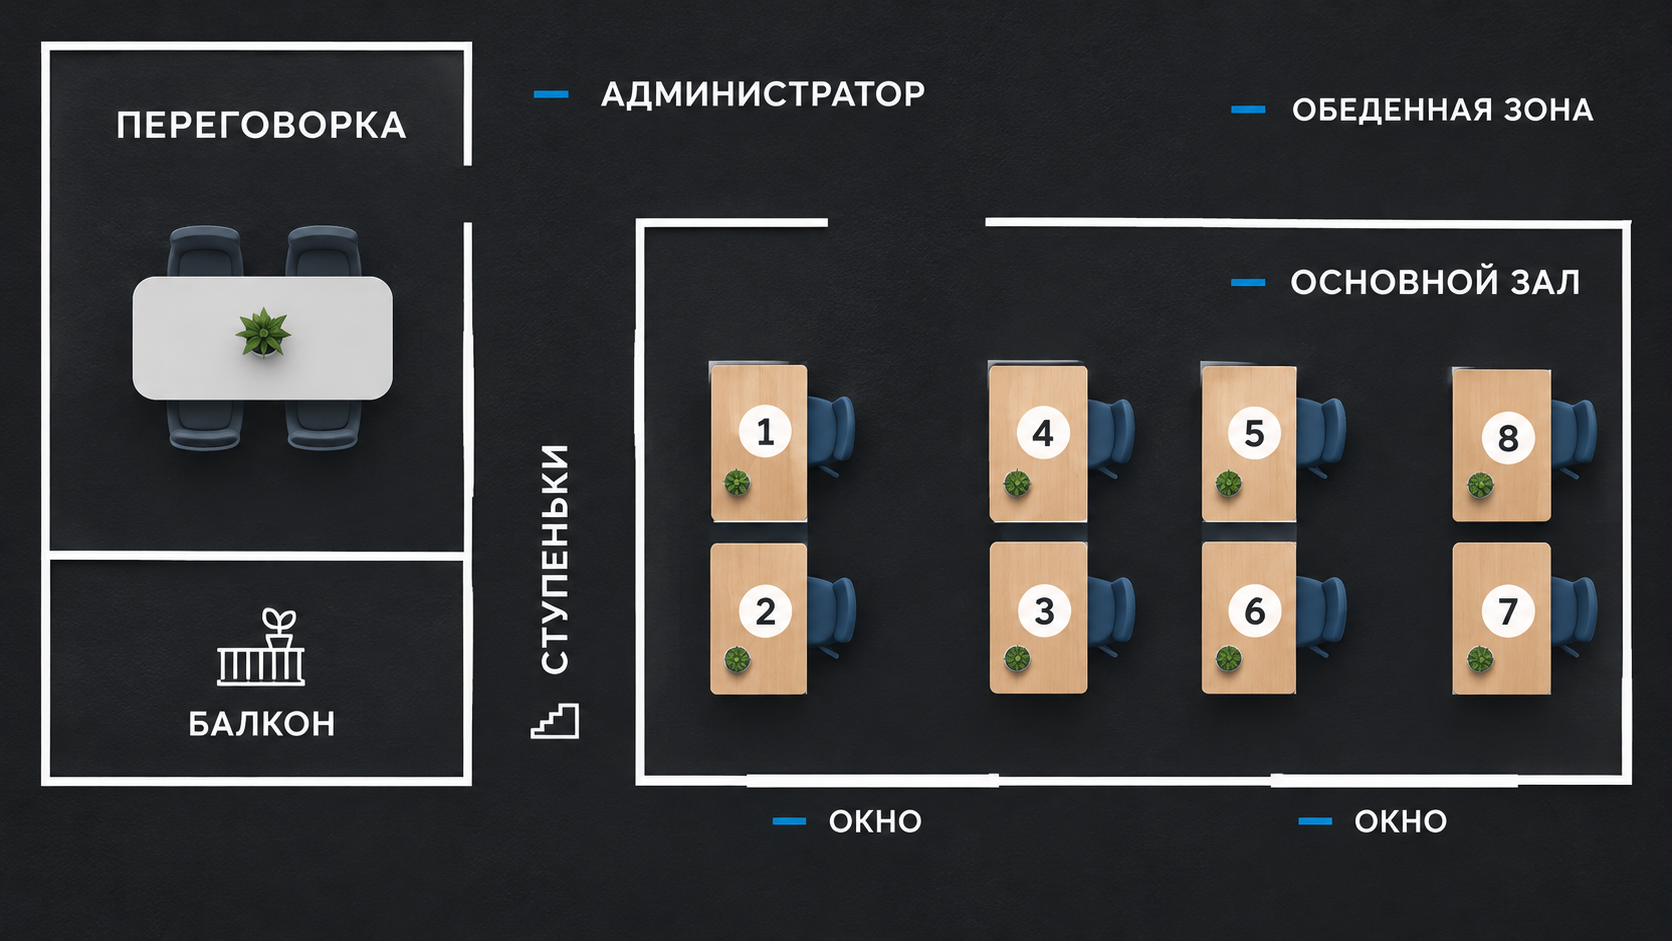 ПЕРЕГОВОРКА
АДМИНИСТРАТОР
ОБЕДЕННАЯ ЗОНА
ОСНОВНОЙ ЗАЛ
1
4
5
8
2
3
6
7
СТУПЕНЬКИ
БАЛКОН
ОКНО
ОКНО